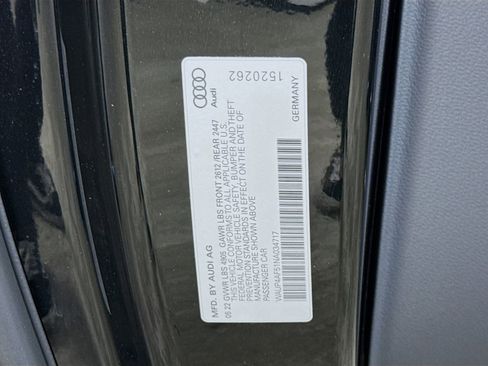 MFD. BY AUDI AG
05 22 GVWR LBS 4905 GAWR LBS FRONT 2612 /REAR 2447
THIS VEHICLE CONFORMS TO ALL APPLICABLE U.S.
FEDERAL MOTOR VEHICLE SAFETY, BUMPER AND THEFT
PREVENTION STANDARDS IN EFFECT ON THE DATE OF
MANUFACTURE SHOWN ABOVE
PASSENGER CAR
WAUP4AF51NA034717
Audi
1520262
GERMANY